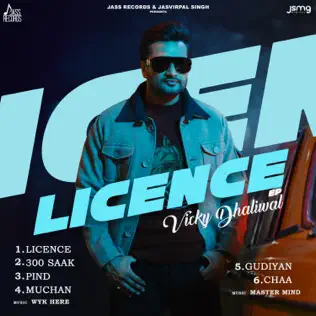 JASS RECORDS & JASVIRPAL SINGH
PRESENTS
JASS RECORDS
jsmg
ICEN
LICENCE
EP
Vicky Dhaliwal
1.LICENCE
2.300 SAAK
3.PIND
4.MUCHAN
MUSIC WYK HERE
5.GUDIYAN
6.CHAA
MUSIC MASTER MIND